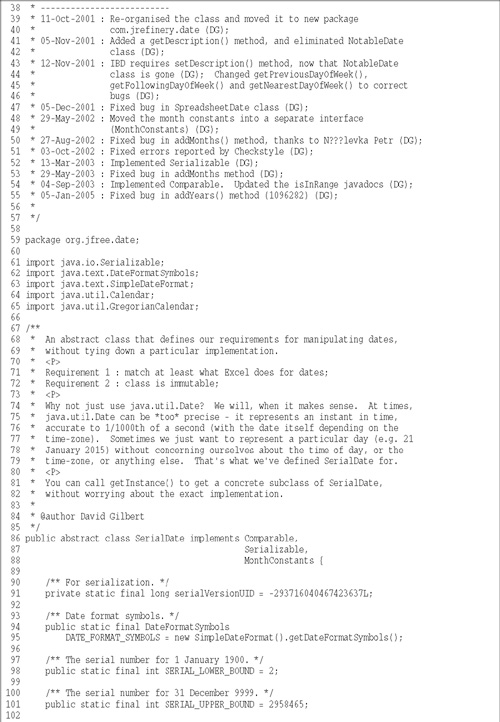 38 * --------------------------
39 * 11-Oct-2001 : Re-organised the class and moved it to new package
40 * com.jrefinery.date (DG);
41 * 05-Nov-2001 : Added a getDescription() method, and eliminated NotableDate
42 * class (DG);
43 * 12-Nov-2001 : IBD requires setDescription() method, now that NotableDate
44 * class is gone (DG); Changed getPreviousDayOfWeek(),
45 * getFollowingDayOfWeek() and getNearestDayOfWeek() to correct
46 * bugs (DG);
47 * 05-Dec-2001 : Fixed bug in SpreadsheetDate class (DG);
48 * 29-May-2002 : Moved the month constants into a separate interface
49 * (MonthConstants) (DG);
50 * 27-Aug-2002 : Fixed bug in addMonths() method, thanks to N???levka Petr (DG);
51 * 03-Oct-2002 : Fixed errors reported by Checkstyle (DG);
52 * 13-Mar-2003 : Implemented Serializable (DG);
53 * 29-May-2003 : Fixed bug in addMonths method (DG);
54 * 04-Sep-2003 : Implemented Comparable. Updated the isInRange javadocs (DG);
55 * 05-Jan-2005 : Fixed bug in addYears() method (1096282) (DG);
56 *
57 */
58
59 package org.jfree.date;
60
61 import java.io.Serializable;
62 import java.text.DateFormatSymbols;
63 import java.text.SimpleDateFormat;
64 import java.util.Calendar;
65 import java.util.GregorianCalendar;
66
67 /**
68 * An abstract class that defines our requirements for manipulating dates,
69 * without tying down a particular implementation.
70 * <P>
71 * Requirement 1 : match at least what Excel does for dates;
72 * Requirement 2 : class is immutable;
73 * <P>
74 * Why not just use java.util.Date? We will, when it makes sense. At times,
75 * java.util.Date can be *too* precise - it represents an instant in time,
76 * accurate to 1/1000th of a second (with the date itself depending on the
77 * time-zone). Sometimes we just want to represent a particular day (e.g. 21
78 * January 2015) without concerning ourselves about the time of day, or the
79 * time-zone, or anything else. That's what we've defined SerialDate for.
80 * <P>
81 * You can call getInstance() to get a concrete subclass of SerialDate,
82 * without worrying about the exact implementation.
83 *
84 * @author David Gilbert
85 */
86 public abstract class SerialDate implements Comparable,
87 Serializable,
88 MonthConstants {
89
90 /** For serialization. */
91 private static final long serialVersionUID = -293716040467423637L;
92
93 /** Date format symbols. */
94 public static final DateFormatSymbols
95 DATE_FORMAT_SYMBOLS = new SimpleDateFormat().getDateFormatSymbols();
96
97 /** The serial number for 1 January 1900. */
98 public static final int SERIAL_LOWER_BOUND = 2;
99
100 /** The serial number for 31 December 9999. */
101 public static final int SERIAL_UPPER_BOUND = 2958465;
102